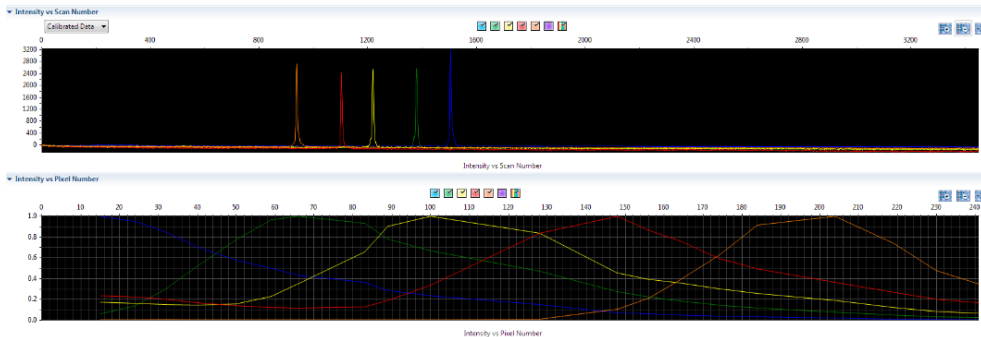 Intensity vs Scan Number
Calibrated Data
0 400 800 1200 1600 2000 2400 2800 3200
3200
2800
2400
2000
1600
1200
800
400
0
Intensity vs Scan Number
Intensity vs Pixel Number
0 10 20 30 40 50 60 70 80 90 100 110 120 130 140 150 160 170 180 190 200 210 220 230 241
1.0
0.8
0.6
0.4
0.2
0.0
Intensity vs Pixel Number